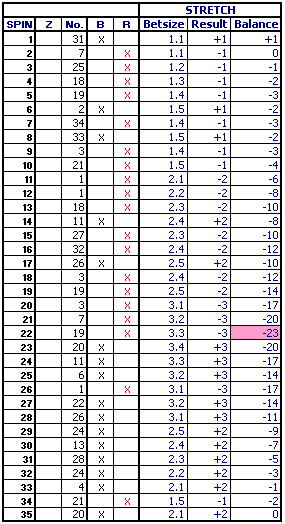 STRETCH
SPIN Z No. B R Betsize Result Balance
1 31 X 1.1 +1 +1
2 7 X 1.1 -1 0
3 25 X 1.2 -1 -1
4 18 X 1.3 -1 -2
5 19 X 1.4 -1 -3
6 2 X 1.5 +1 -2
7 34 X 1.4 -1 -3
8 33 X 1.5 +1 -2
9 3 X 1.4 -1 -3
10 21 X 1.5 -1 -4
11 1 X 2.1 -2 -6
12 1 X 2.2 -2 -8
13 18 X 2.3 -2 -10
14 11 X 2.4 +2 -8
15 27 X 2.3 -2 -10
16 32 X 2.4 -2 -12
17 26 X 2.5 +2 -10
18 3 X 2.4 -2 -12
19 19 X 2.5 -2 -14
20 3 X 3.1 -3 -17
21 7 X 3.2 -3 -20
22 19 X 3.3 -3 -23
23 20 X 3.4 +3 -20
24 11 X 3.3 +3 -17
25 6 X 3.2 +3 -14
26 1 X 3.1 -3 -17
27 22 X 3.2 +3 -14
28 26 X 3.1 +3 -11
29 24 X 2.5 +2 -9
30 13 X 2.4 +2 -7
31 28 X 2.3 +2 -5
32 24 X 2.2 +2 -3
33 4 X 2.1 +2 -1
34 21 X 1.5 -1 -2
35 20 X 2.1 +2 0